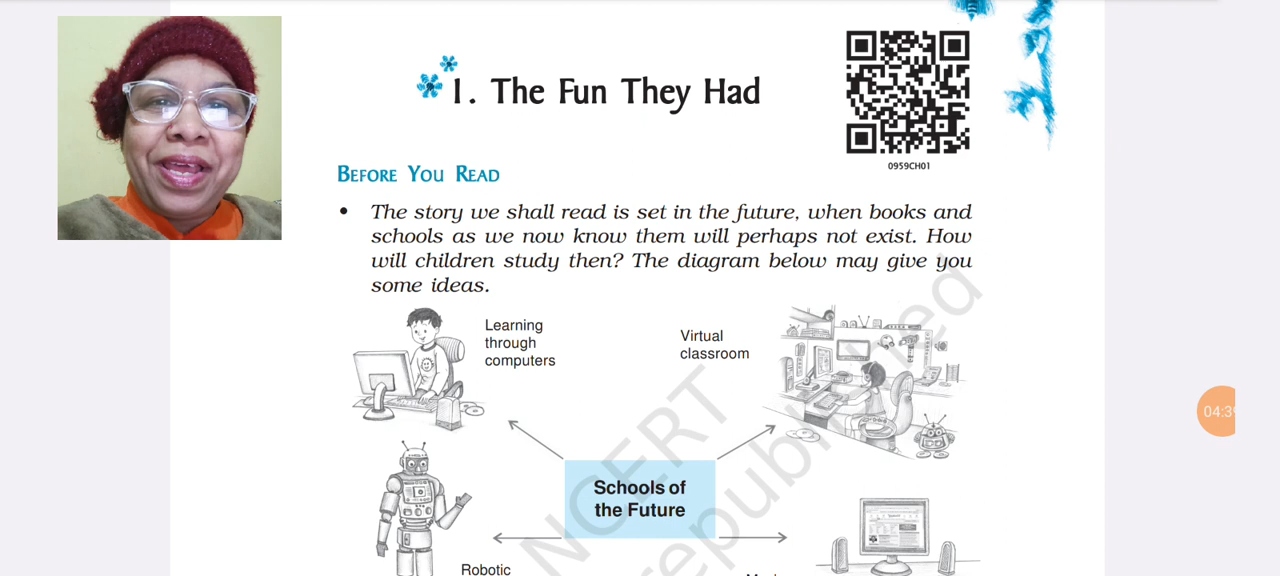 1. The Fun They Had
0959CH01
BEFORE YOU READ
• The story we shall read is set in the future, when books and
schools as we now know them will perhaps not exist. How
will children study then? The diagram below may give you
some ideas.
Learning
through
computers
Virtual
classroom
Schools of
the Future
Robotic
NCERT
republished